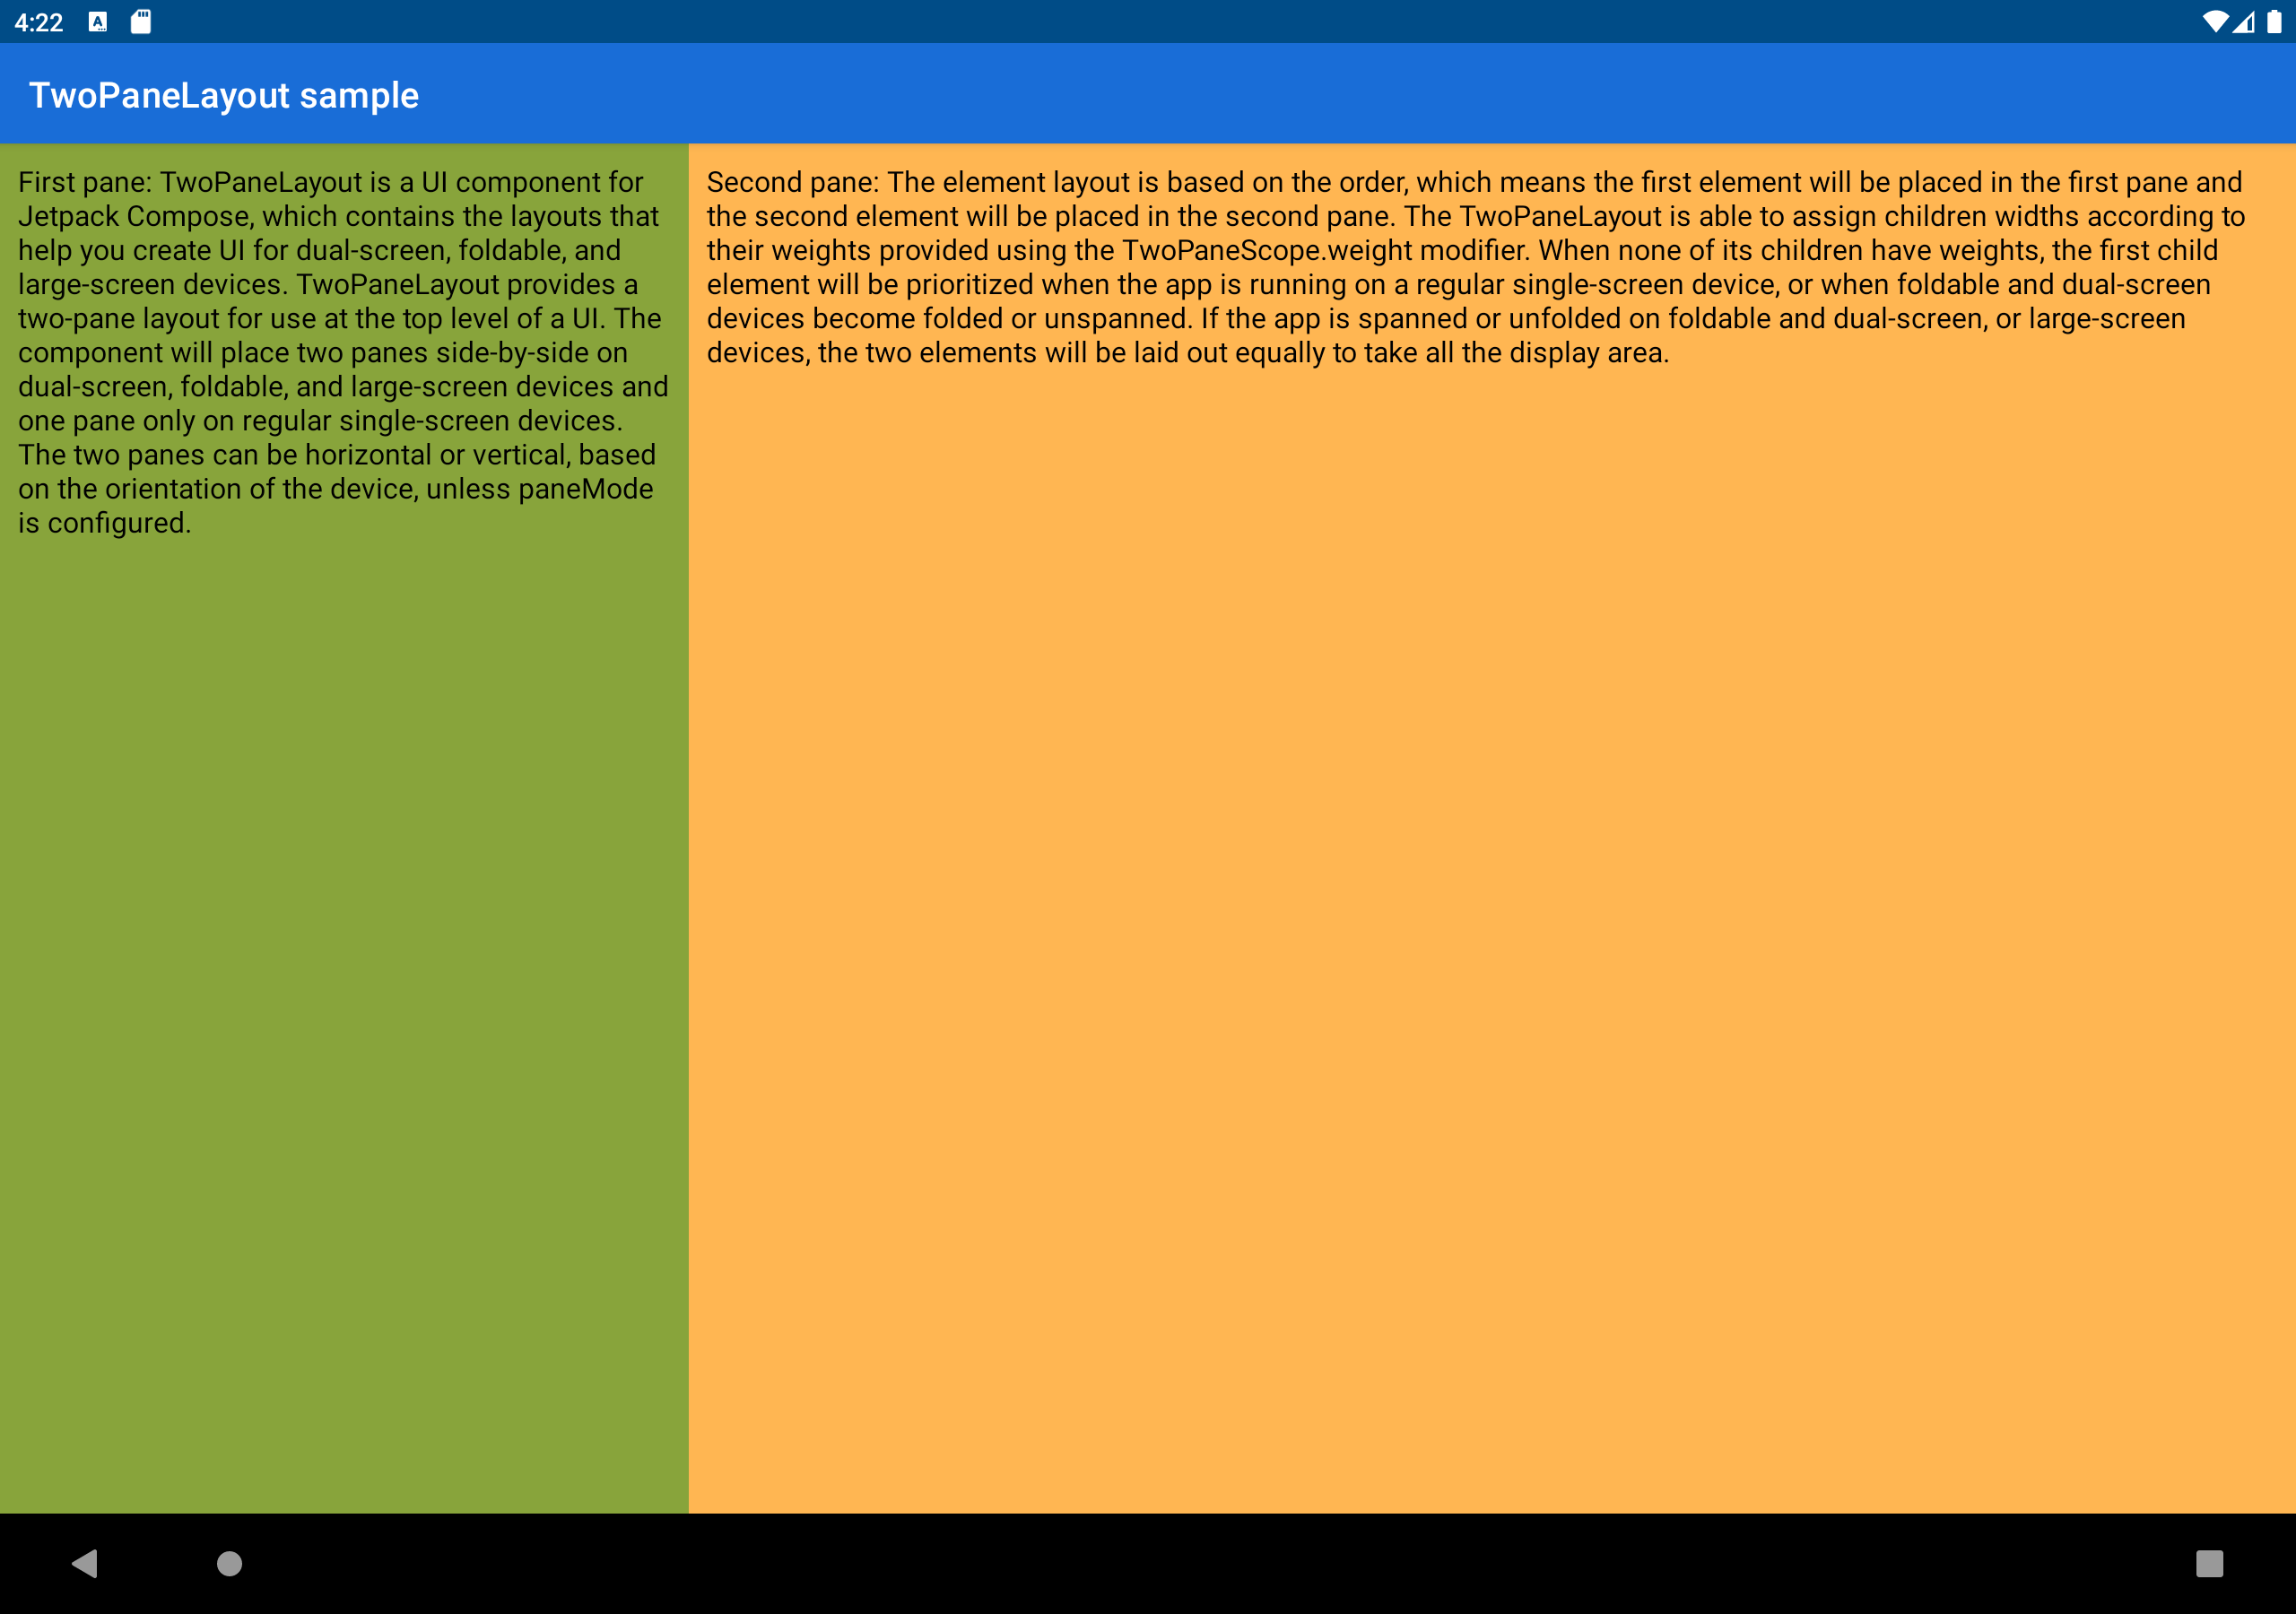 4:22
TwoPaneLayout sample
First pane: TwoPaneLayout is a UI component for
Jetpack Compose, which contains the layouts that
help you create UI for dual-screen, foldable, and
large-screen devices. TwoPaneLayout provides a
two-pane layout for use at the top level of a UI. The
component will place two panes side-by-side on
dual-screen, foldable, and large-screen devices and
one pane only on regular single-screen devices.
The two panes can be horizontal or vertical, based
on the orientation of the device, unless paneMode
is configured.
Second pane: The element layout is based on the order, which means the first element will be placed in the first pane and
the second element will be placed in the second pane. The TwoPaneLayout is able to assign children widths according to
their weights provided using the TwoPaneScope.weight modifier. When none of its children have weights, the first child
element will be prioritized when the app is running on a regular single-screen device, or when foldable and dual-screen
devices become folded or unspanned. If the app is spanned or unfolded on foldable and dual-screen, or large-screen
devices, the two elements will be laid out equally to take all the display area.